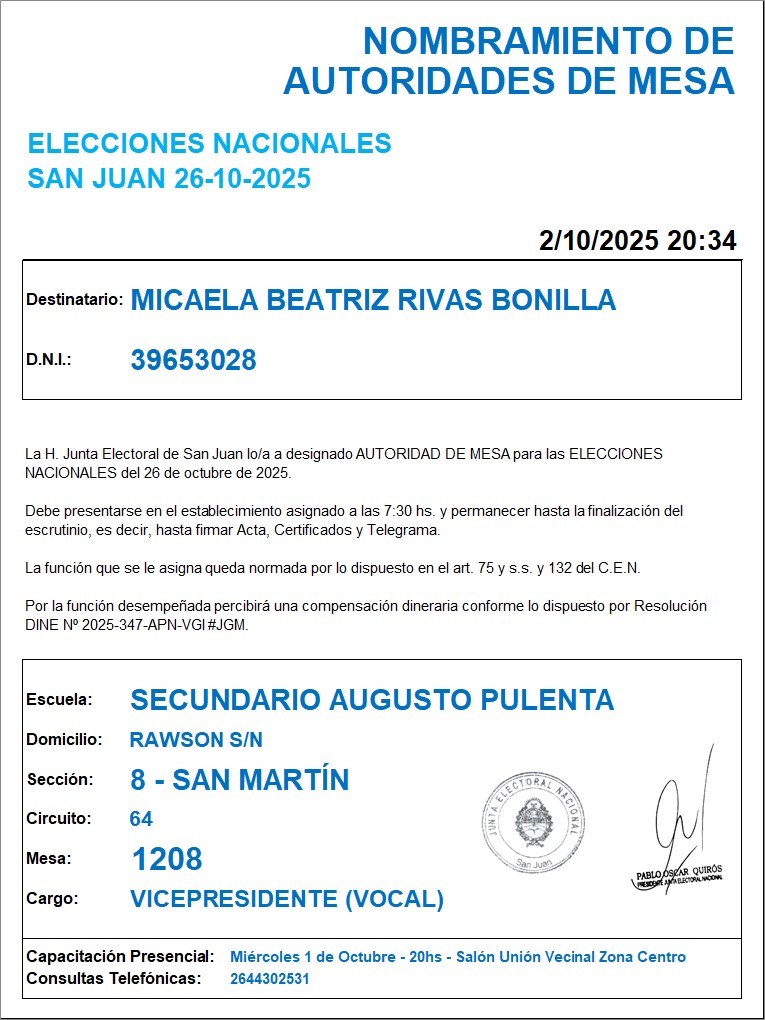 NOMBRAMIENTO DE
AUTORIDADES DE MESA
ELECCIONES NACIONALES
SAN JUAN 26-10-2025
2/10/2025 20:34
Destinatario: MICAELA BEATRIZ RIVAS BONILLA
D.N.I.: 39653028
La H. Junta Electoral de San Juan lo/a a designado AUTORIDAD DE MESA para las ELECCIONES
NACIONALES del 26 de octubre de 2025.
Debe presentarse en el establecimiento asignado a las 7:30 hs. y permanecer hasta la finalización del
escrutinio, es decir, hasta firmar Acta, Certificados y Telegrama.
La función que se le asigna queda normada por lo dispuesto en el art. 75 y s.s. y 132 del C.E.N.
Por la función desempeñada percibirá una compensación dineraria conforme lo dispuesto por Resolución
DINE Nº 2025-347-APN-VGI#JGM.
Escuela: SECUNDARIO AUGUSTO PULENTA
Domicilio: RAWSON S/N
Sección: 8 - SAN MARTÍN
Circuito: 64
Mesa: 1208
Cargo: VICEPRESIDENTE (VOCAL)
JUNTA ELECTORAL NACIONAL
San Juan
PABLO OSCAR QUIRÓS
PRESIDENTE JUNTA ELECTORAL NACIONAL
Capacitación Presencial: Miércoles 1 de Octubre - 20hs - Salón Unión Vecinal Zona Centro
Consultas Telefónicas: 2644302531